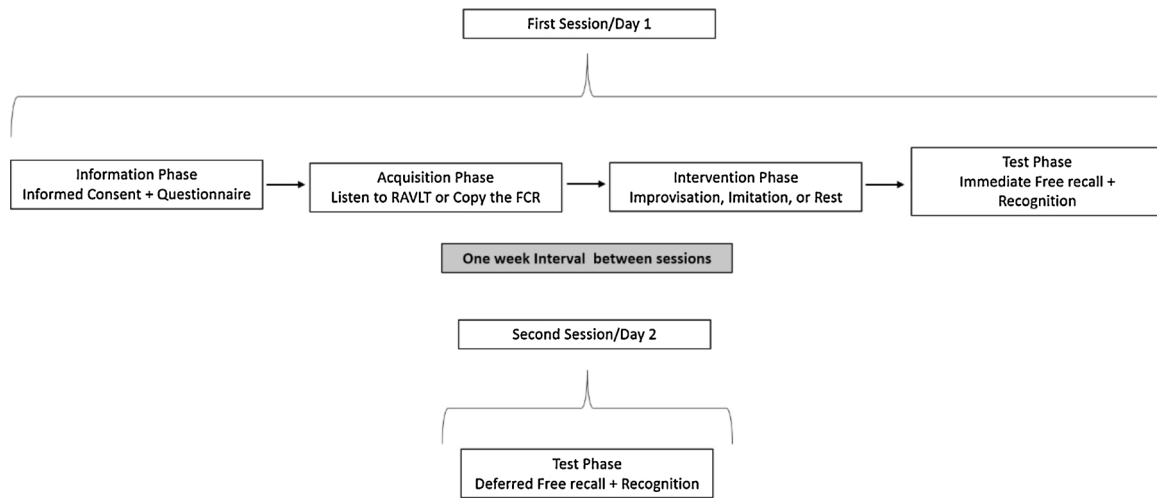 First Session/Day 1
Information Phase
Informed Consent + Questionnaire
Acquisition Phase
Listen to RAVLT or Copy the FCR
Intervention Phase
Improvisation, Imitation, or Rest
Test Phase
Immediate Free recall +
Recognition
One week Interval between sessions
Second Session/Day 2
Test Phase
Deferred Free recall + Recognition